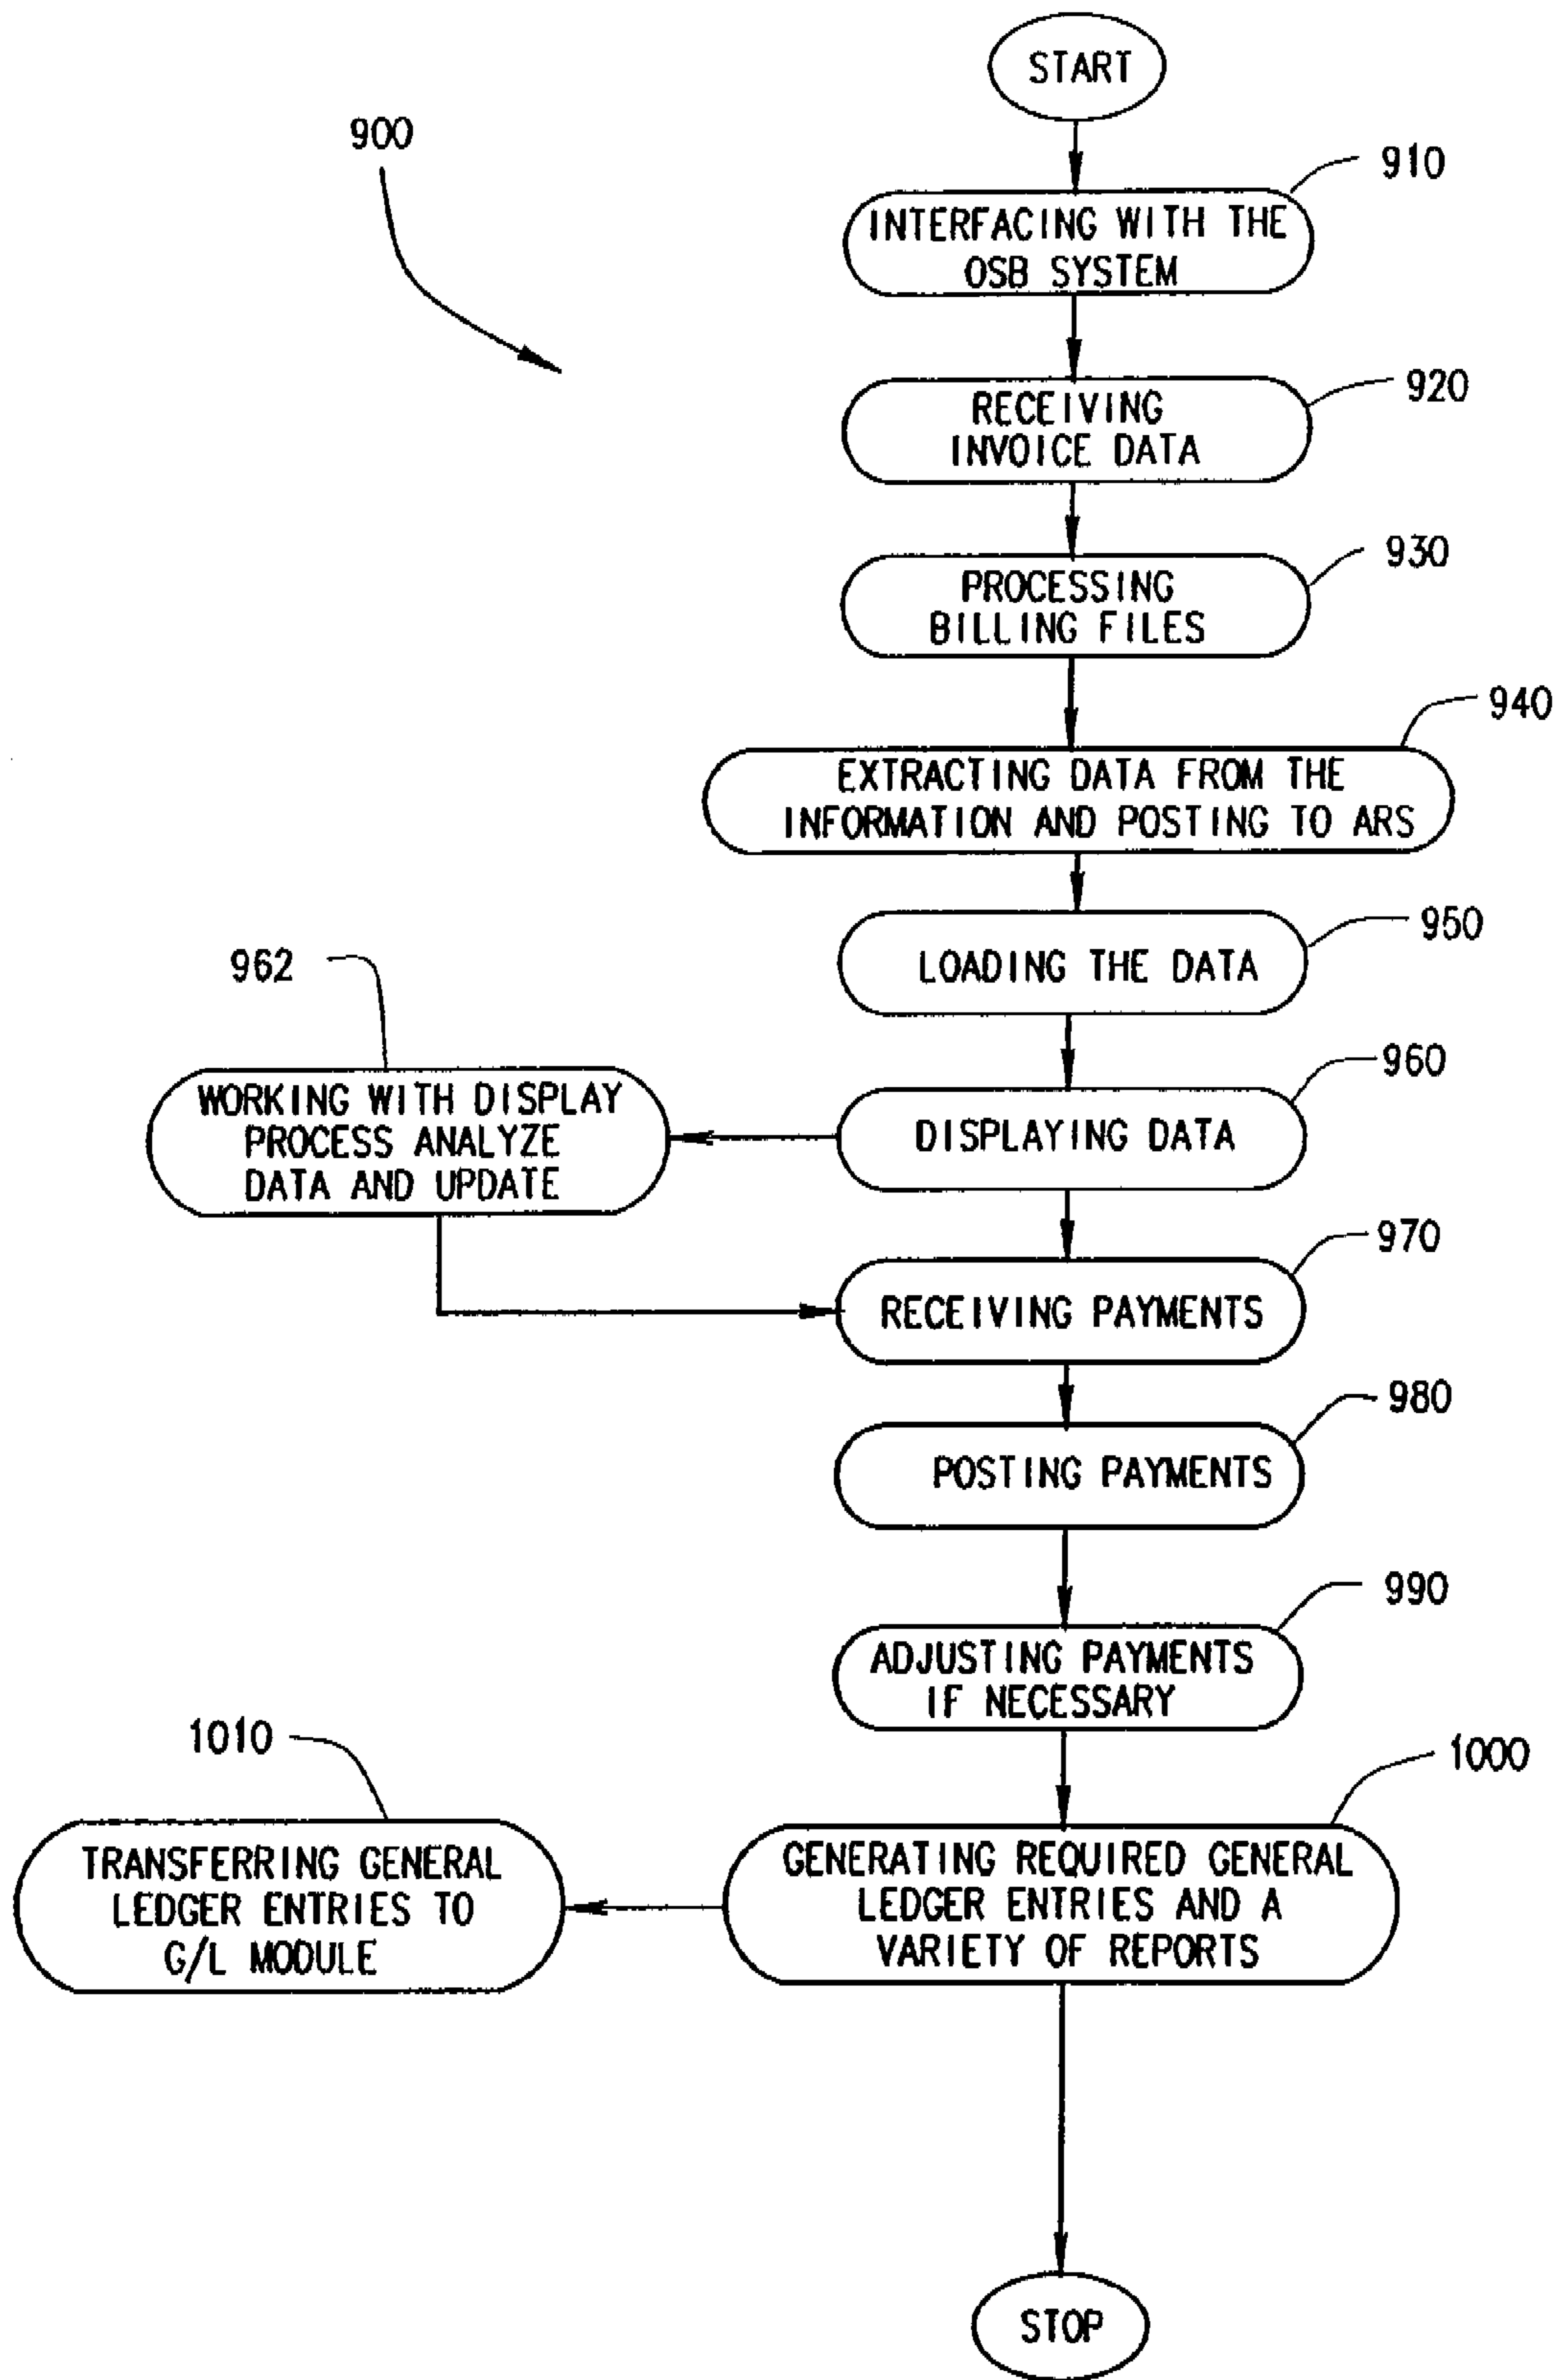 START
900
910
INTERFACING WITH THE
OSB SYSTEM
920
RECEIVING
INVOICE DATA
930
PROCESSING
BILLING FILES
940
EXTRACTING DATA FROM THE
INFORMATION AND POSTING TO ARS
950
LOADING THE DATA
962
WORKING WITH DISPLAY
PROCESS ANALYZE
DATA AND UPDATE
960
DISPLAYING DATA
970
RECEIVING PAYMENTS
980
POSTING PAYMENTS
990
ADJUSTING PAYMENTS
IF NECESSARY
1010
TRANSFERRING GENERAL
LEDGER ENTRIES TO
G/L MODULE
1000
GENERATING REQUIRED GENERAL
LEDGER ENTRIES AND A
VARIETY OF REPORTS
STOP